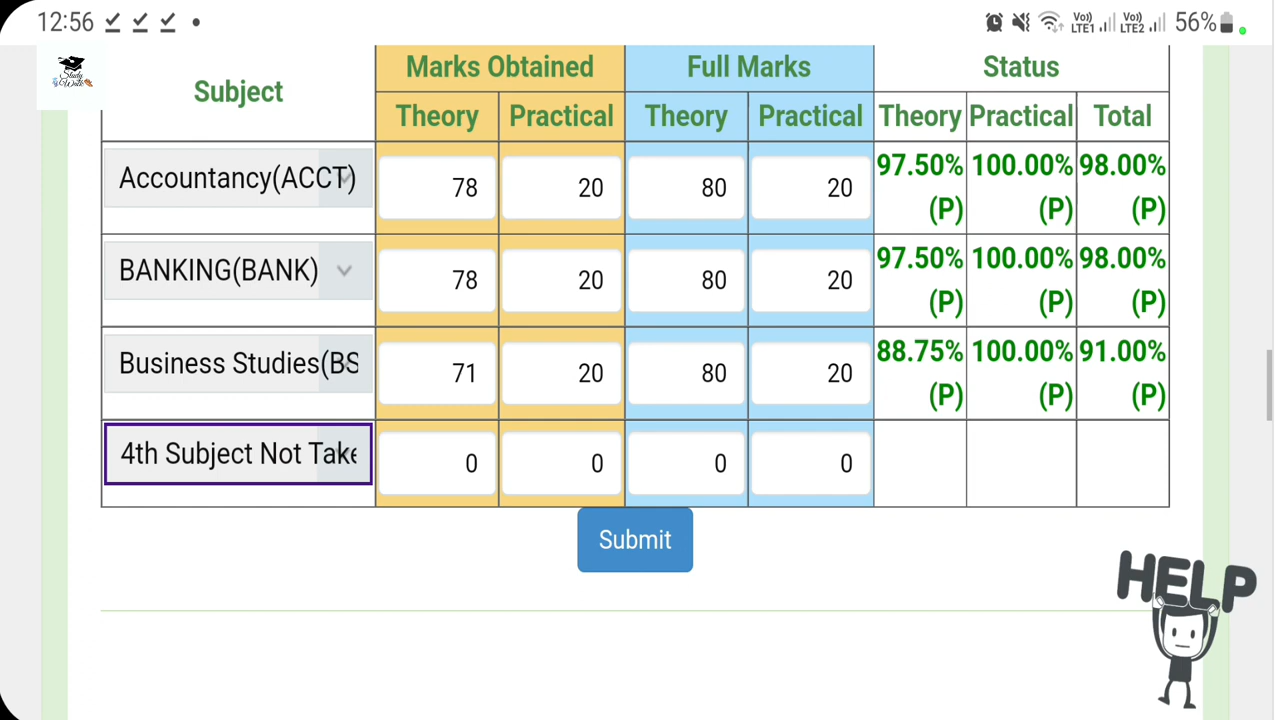 12:56 56%
Study Write
Subject Marks Obtained Full Marks Status
Theory Practical Theory Practical Theory Practical Total
Accountancy(ACCT) 78 20 80 20 97.50% (P) 100.00% (P) 98.00% (P)
BANKING(BANK) 78 20 80 20 97.50% (P) 100.00% (P) 98.00% (P)
Business Studies(BS 71 20 80 20 88.75% (P) 100.00% (P) 91.00% (P)
4th Subject Not Take 0 0 0 0
Submit
HELP